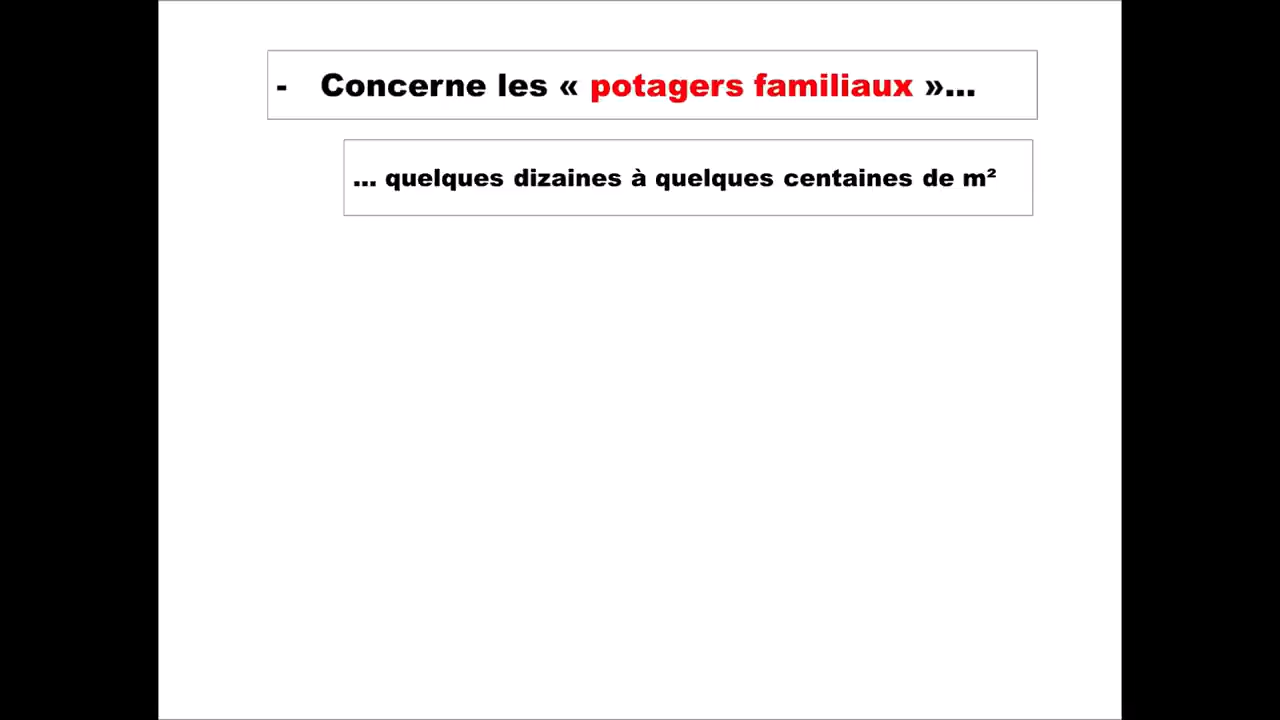 - Concerne les « potagers familiaux »...
... quelques dizaines à quelques centaines de m²